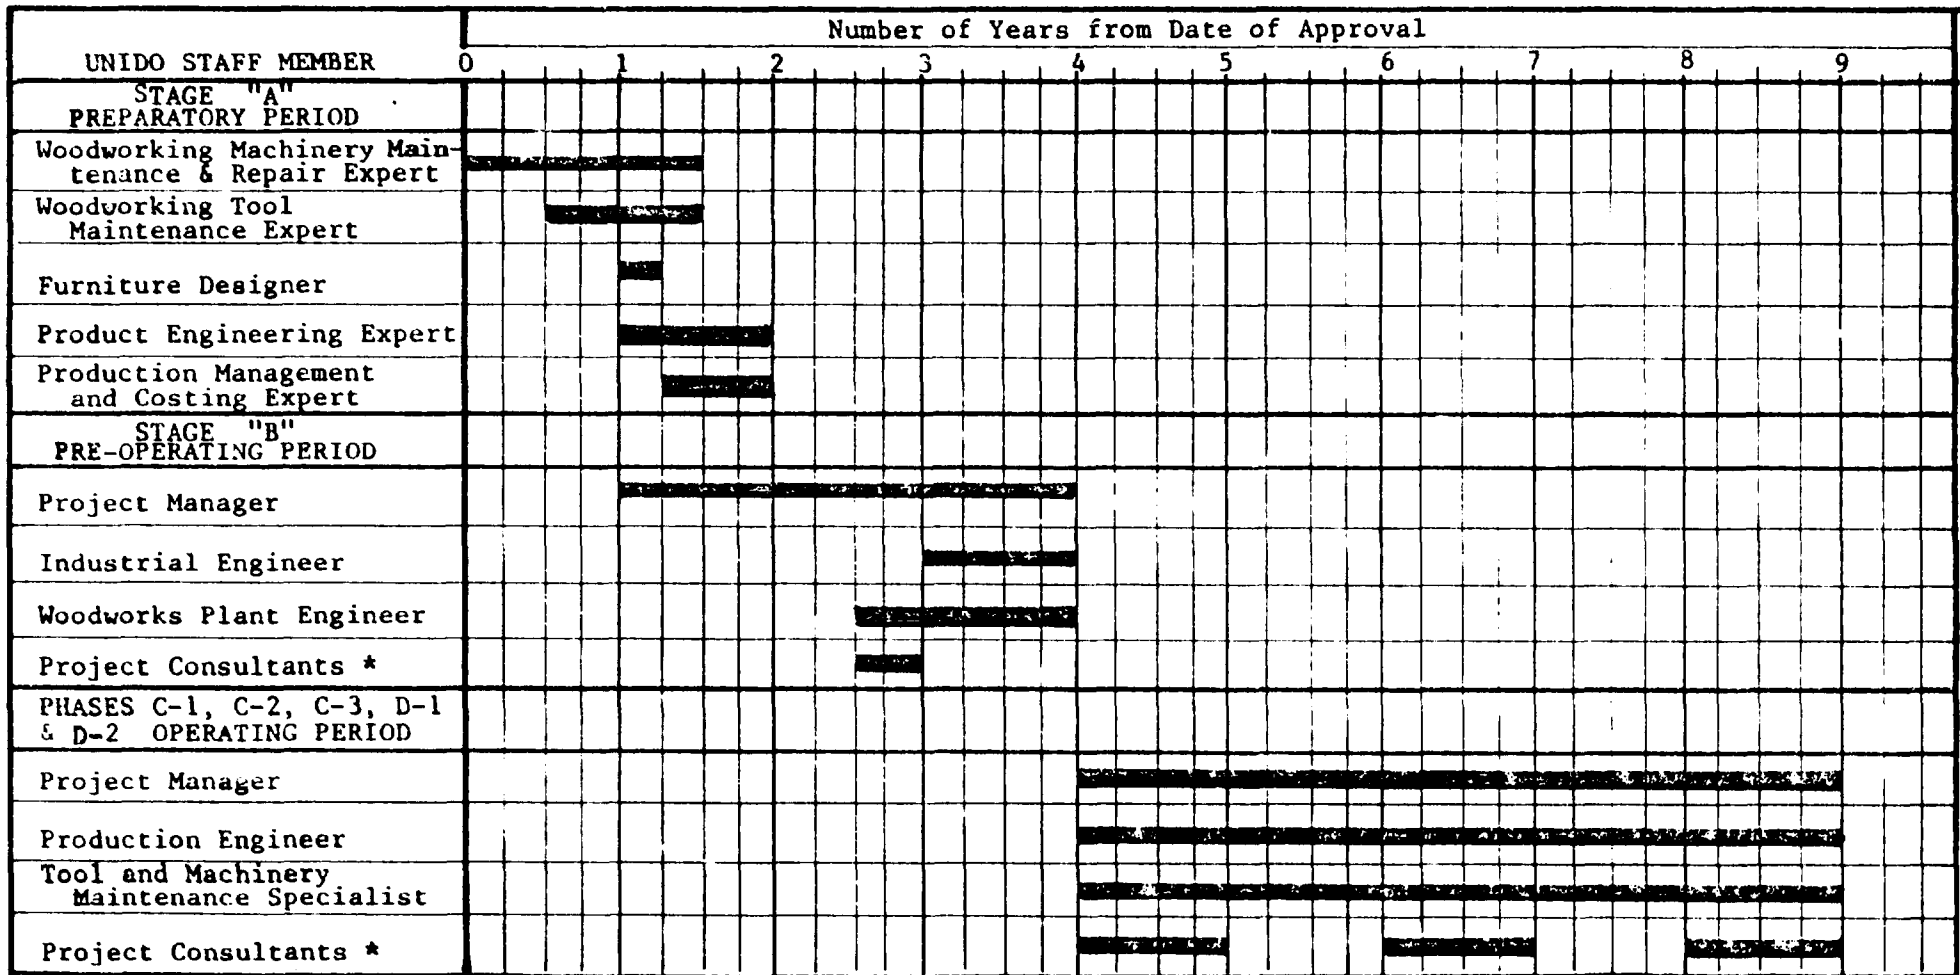 Number of Years from Date of Approval
UNIDO STAFF MEMBER
0 1 2 3 4 5 6 7 8 9
STAGE "A"
PREPARATORY PERIOD
Woodworking Machinery Main-
tenance & Repair Expert
Woodworking Tool
Maintenance Expert
Furniture Designer
Product Engineering Expert
Production Management
and Costing Expert
STAGE "B"
PRE-OPERATING PERIOD
Project Manager
Industrial Engineer
Woodworks Plant Engineer
Project Consultants *
PHASES C-1, C-2, C-3, D-1
& D-2 OPERATING PERIOD
Project Manager
Production Engineer
Tool and Machinery
Maintenance Specialist
Project Consultants *